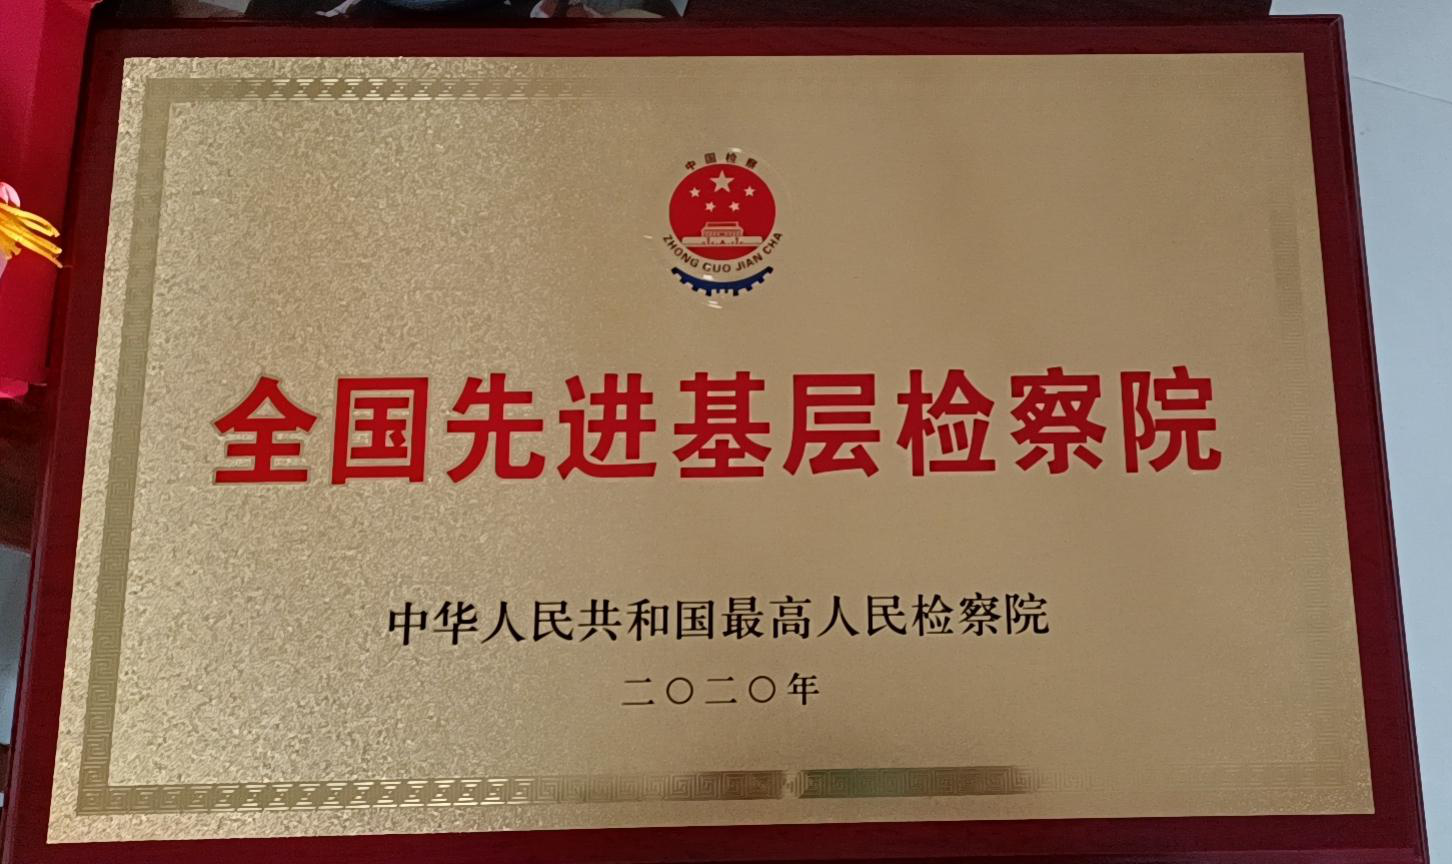 中国检察
ZHONG GUO JIAN CHA
全国先进基层检察院
中华人民共和国最高人民检察院
二〇二〇年